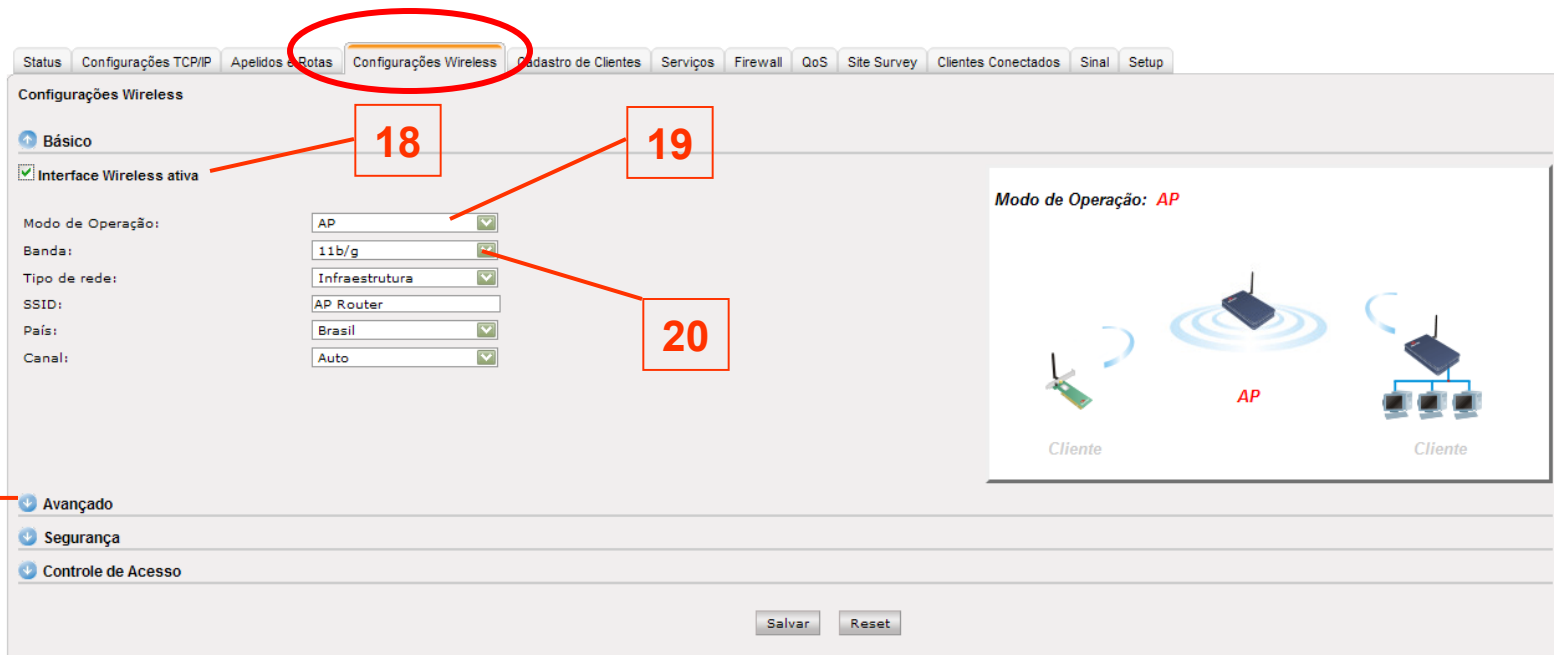 Status Configurações TCP/IP Apelidos e Rotas Configurações Wireless Cadastro de Clientes Serviços Firewall QoS Site Survey Clientes Conectados Sinal Setup
Configurações Wireless
Básico
18
19
Interface Wireless ativa
Modo de Operação: AP
Banda: 11b/g
Tipo de rede: Infraestrutura
SSID: AP Router
País: Brasil
Canal: Auto
20
Modo de Operação: AP
AP
Cliente
Cliente
Avançado
Segurança
Controle de Acesso
Salvar Reset